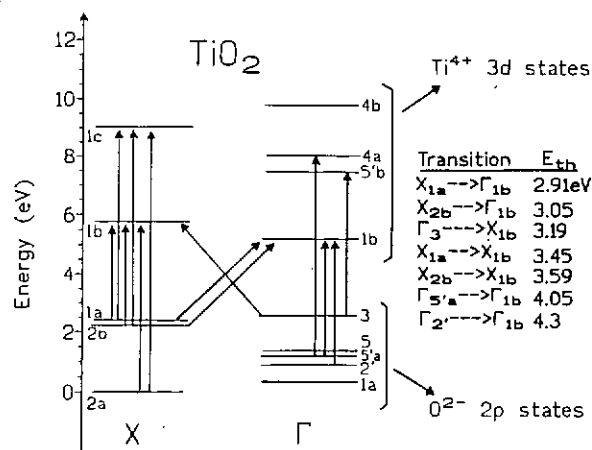 12
TiO2
Ti4+ 3d states
10
4b
1c
8
4a
5'b
Transition Eth
X1a--->Γ1b 2.91eV
X2b--->Γ1b 3.05
Γ3--->X1b 3.19
X1a--->X1b 3.45
X2b--->X1b 3.59
Γ5'a--->Γ1b 4.05
Γ2'--->Γ1b 4.3
Energy (eV)
6
1b
1b
4
1a
2b
3
2
5
5'a
2'
1a
0
2a
O2- 2p states
X Γ